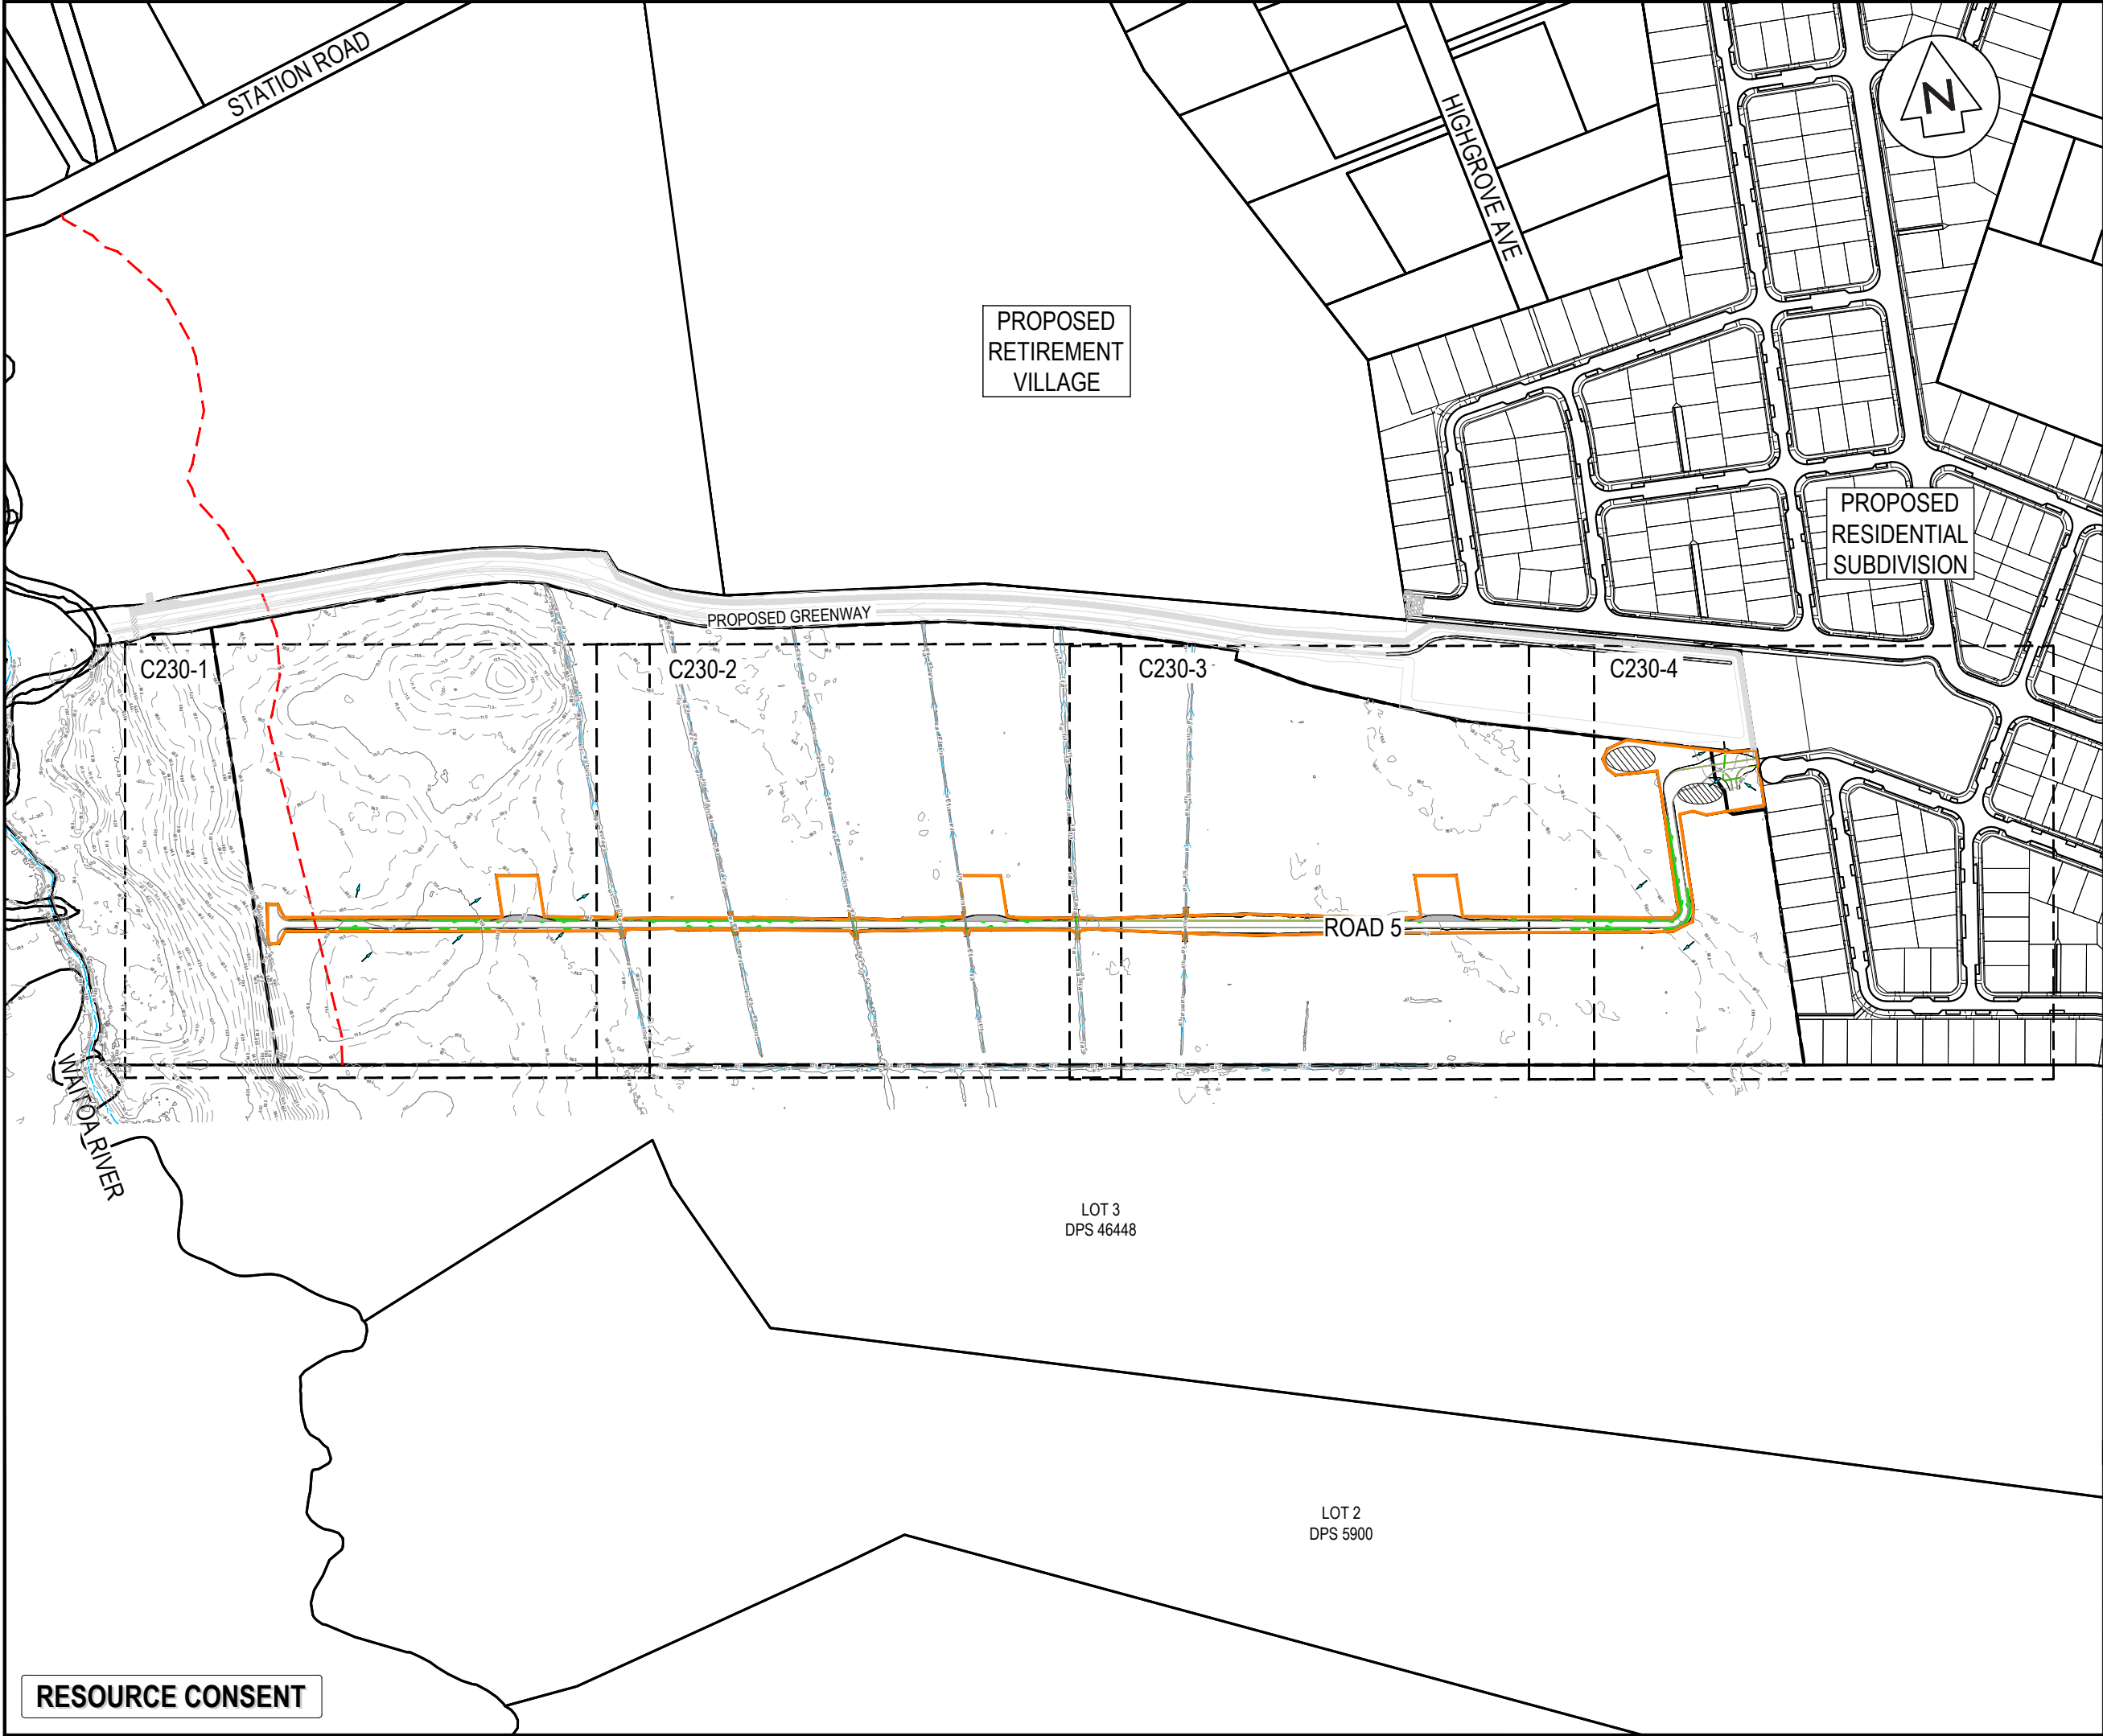 STATION ROAD
HIGHGROVE AVE
N
PROPOSED
RETIREMENT
VILLAGE
PROPOSED
RESIDENTIAL
SUBDIVISION
PROPOSED GREENWAY
C230-1
C230-2
C230-3
C230-4
ROAD 5
WAITOA RIVER
LOT 3
DPS 46448
LOT 2
DPS 5900
RESOURCE CONSENT